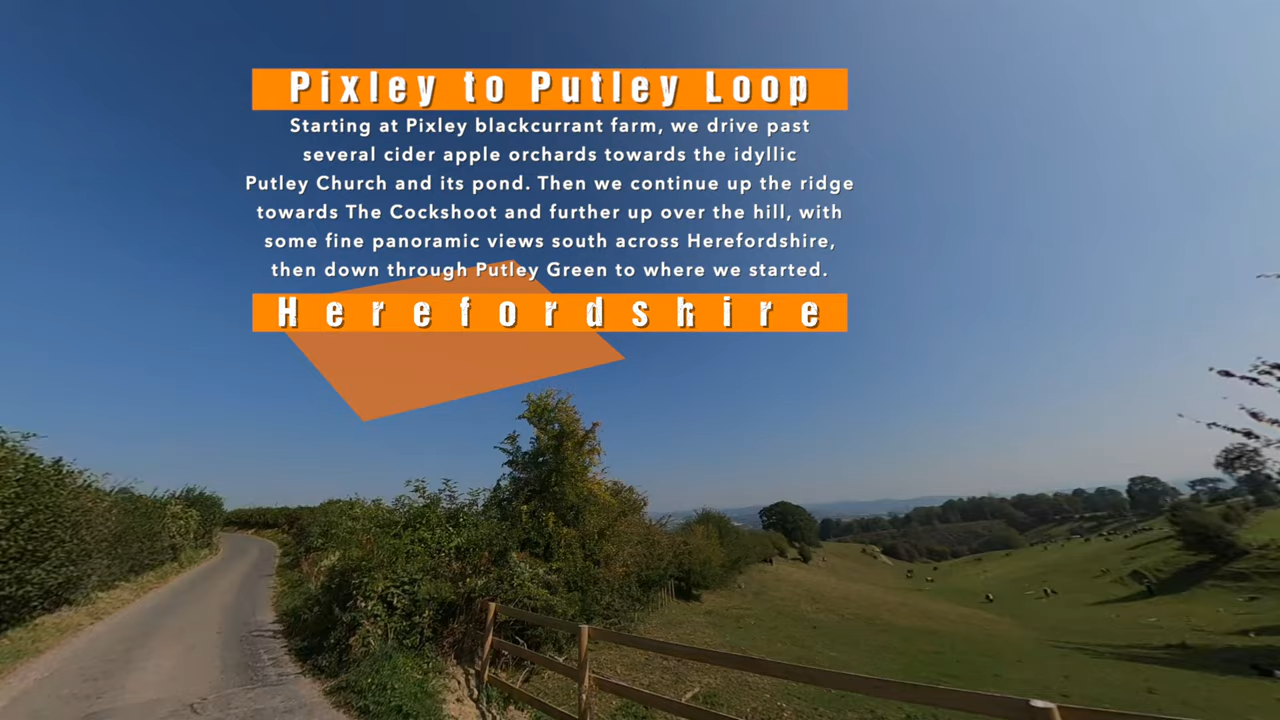 Pixley to Putley Loop
Starting at Pixley blackcurrant farm, we drive past
several cider apple orchards towards the idyllic
Putley Church and its pond. Then we continue up the ridge
towards The Cockshoot and further up over the hill, with
some fine panoramic views south across Herefordshire,
then down through Putley Green to where we started.
Herefordshire